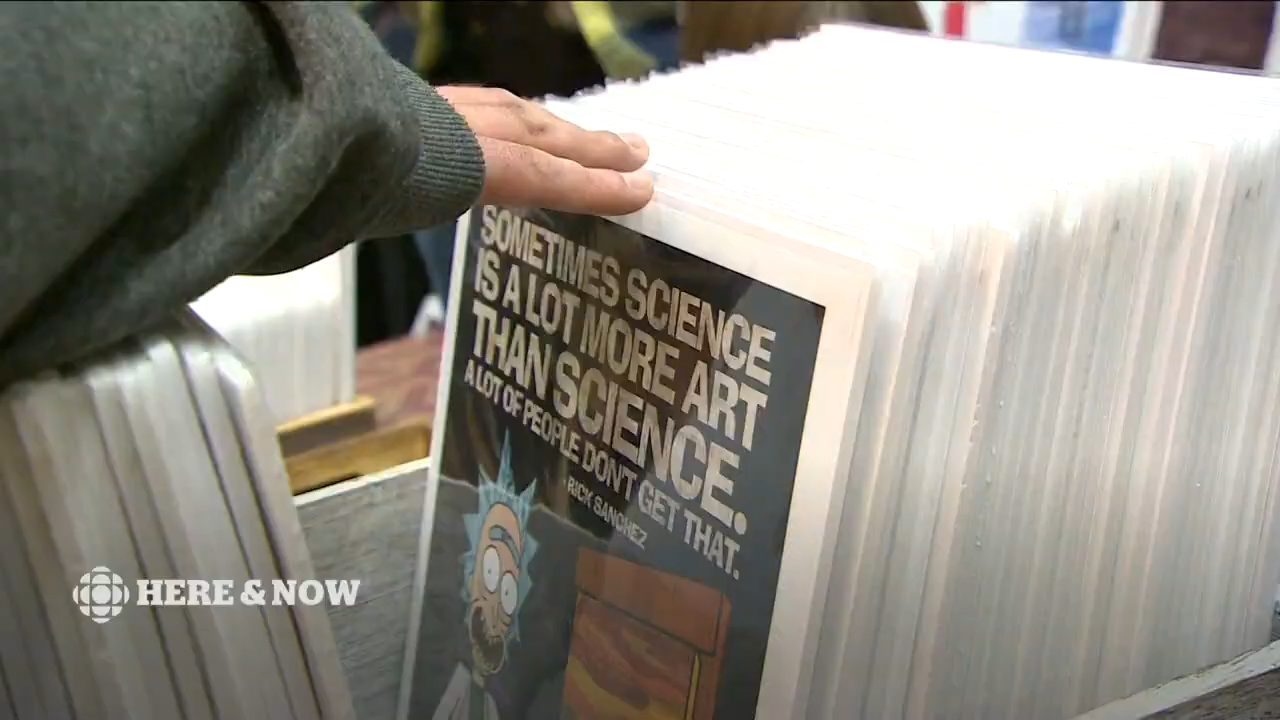 SOMETIMES SCIENCE
IS A LOT MORE ART
THAN SCIENCE.
A LOT OF PEOPLE DON'T GET THAT.
- RICK SANCHEZ
HERE & NOW